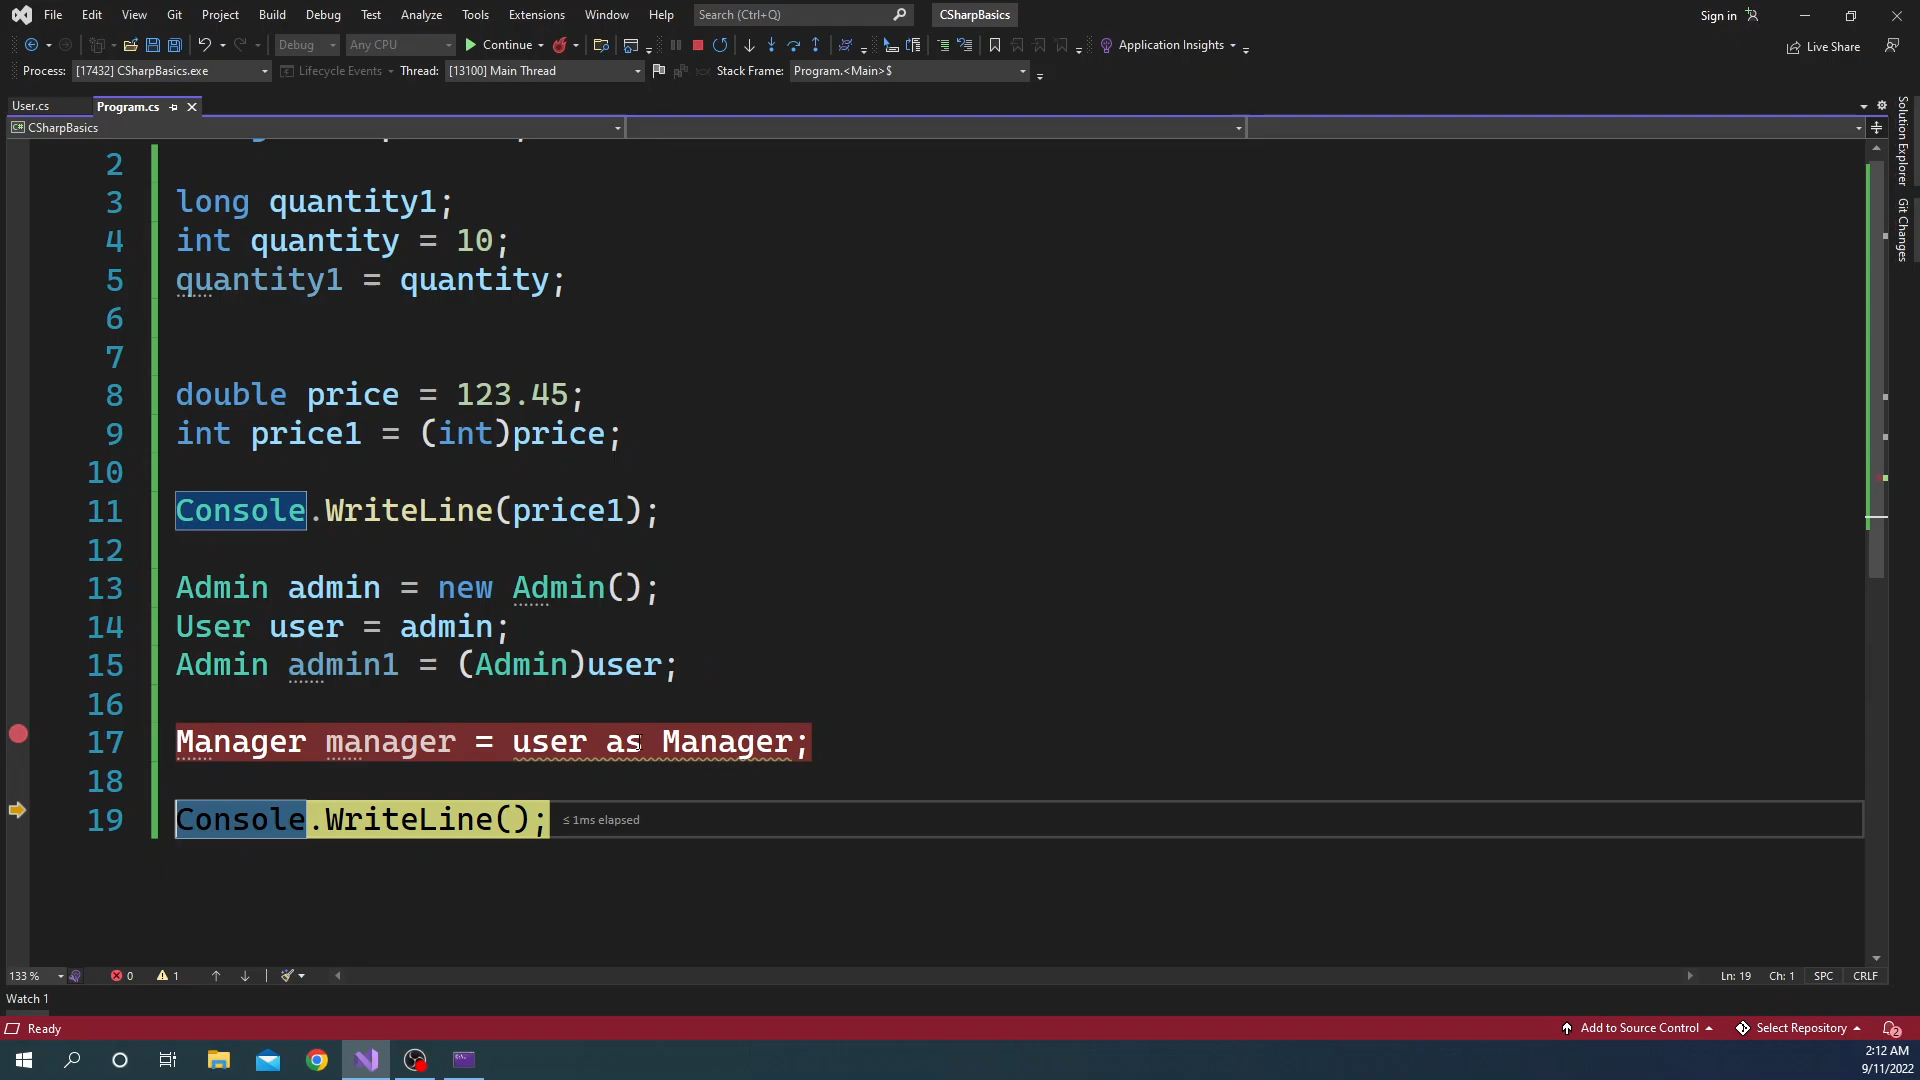 File Edit View Git Project Build Debug Test Analyze Tools Extensions Window Help Search (Ctrl+Q) CSharpBasics Sign in
Debug Any CPU Continue Application Insights Live Share
Process: [17432] CSharpBasics.exe Lifecycle Events Thread: [13100] Main Thread Stack Frame: Program.<Main>$
User.cs Program.cs
C# CSharpBasics
Solution Explorer
Git Changes
2
3 long quantity1;
4 int quantity = 10;
5 quantity1 = quantity;
6
7
8 double price = 123.45;
9 int price1 = (int)price;
10
11 Console.WriteLine(price1);
12
13 Admin admin = new Admin();
14 User user = admin;
15 Admin admin1 = (Admin)user;
16
17 Manager manager = user as Manager;
18
19 Console.WriteLine(); ≤ 1ms elapsed
133 % 0 1 Ln: 19 Ch: 1 SPC CRLF
Watch 1
Ready Add to Source Control Select Repository 2
2:12 AM
9/11/2022